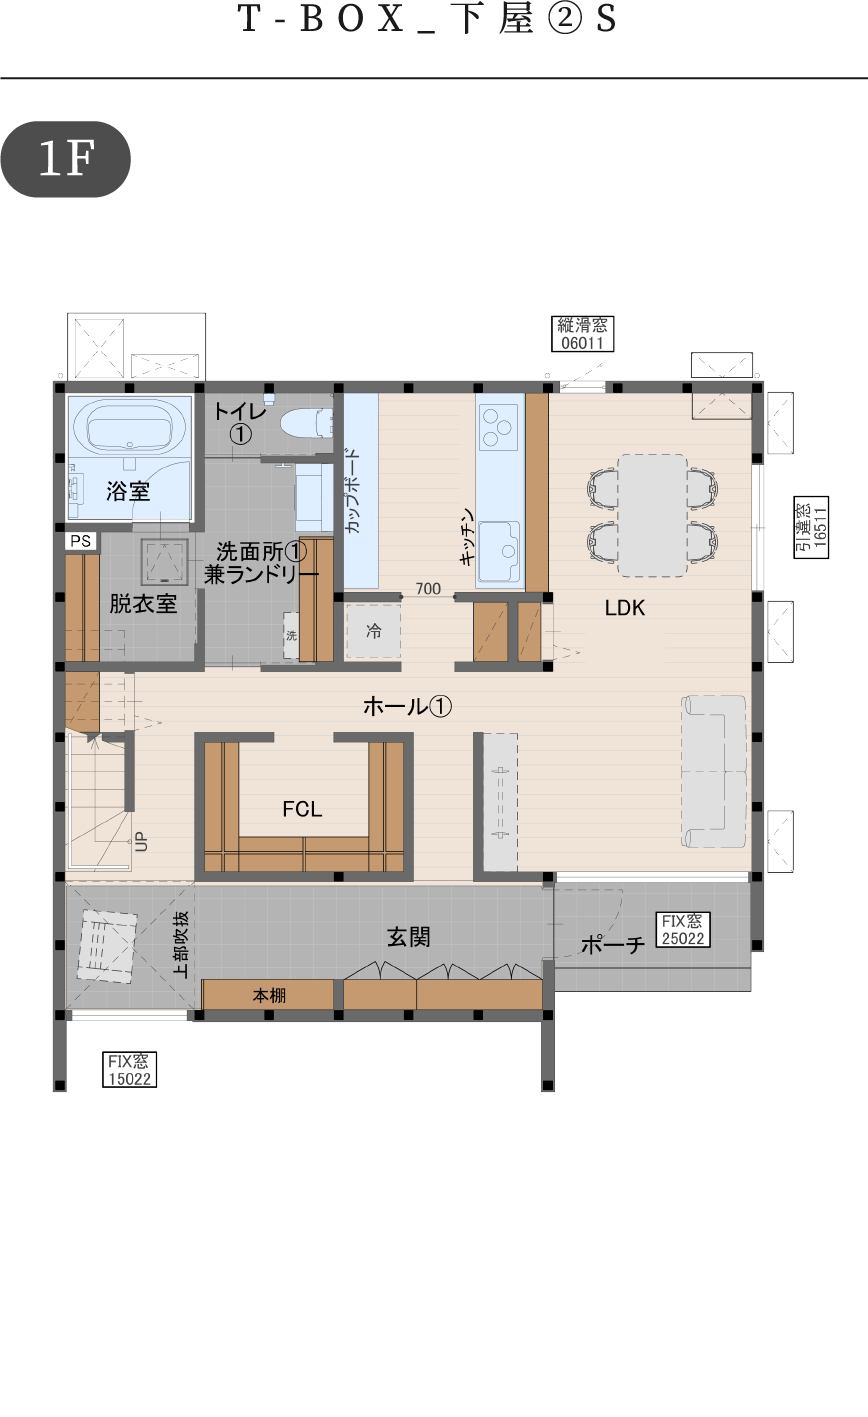 T-BOX_下屋②S
1F
縦滑窓
06011
トイレ
①
カップボード
キッチン
浴室
引違窓
16511
PS
洗面所①
兼ランドリー
700
脱衣室
LDK
冷
洗
ホール①
FCL
UP
上部吹抜
玄関
ポーチ
FIX窓
25022
本棚
FIX窓
15022